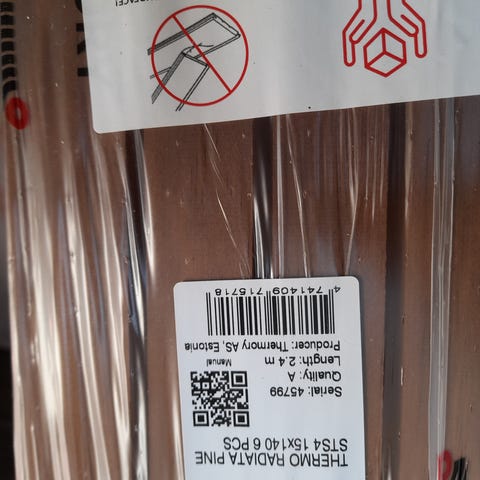 THERMO RADIATA PINE
STS4 15x140 6 PCS
Serial: 45799
Quality: A
Length: 2.4 m
Producer: Thermory AS, Estonia
Manual
4 741409 715718